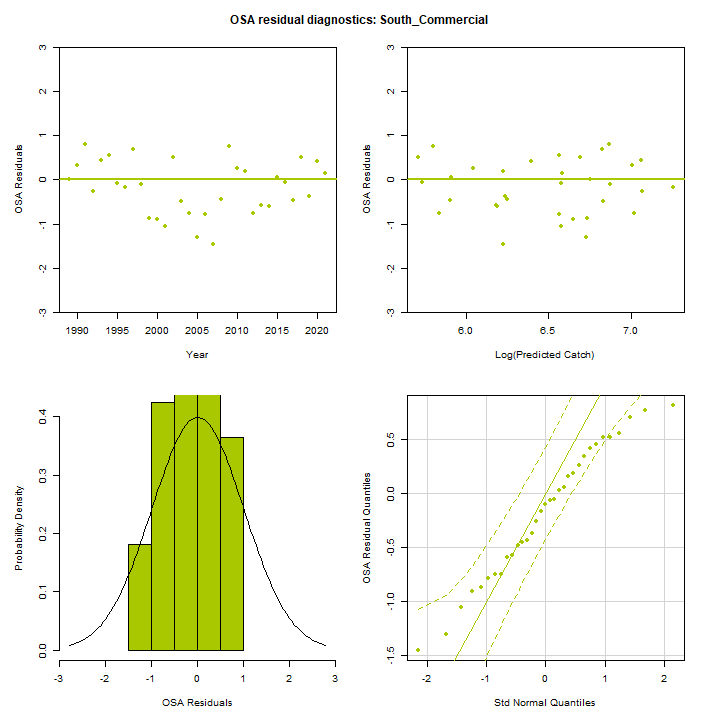 OSA residual diagnostics: South_Commercial
3
2
1
0
-1
-2
-3
OSA Residuals
1990 1995 2000 2005 2010 2015 2020
Year
3
2
1
0
-1
-2
-3
OSA Residuals
6.0 6.5 7.0
Log(Predicted Catch)
0.4
0.3
0.2
0.1
0.0
Probability Density
-3 -2 -1 0 1 2 3
OSA Residuals
0.5
0.0
-0.5
-1.0
-1.5
OSA Residual Quantiles
-2 -1 0 1 2
Std Normal Quantiles